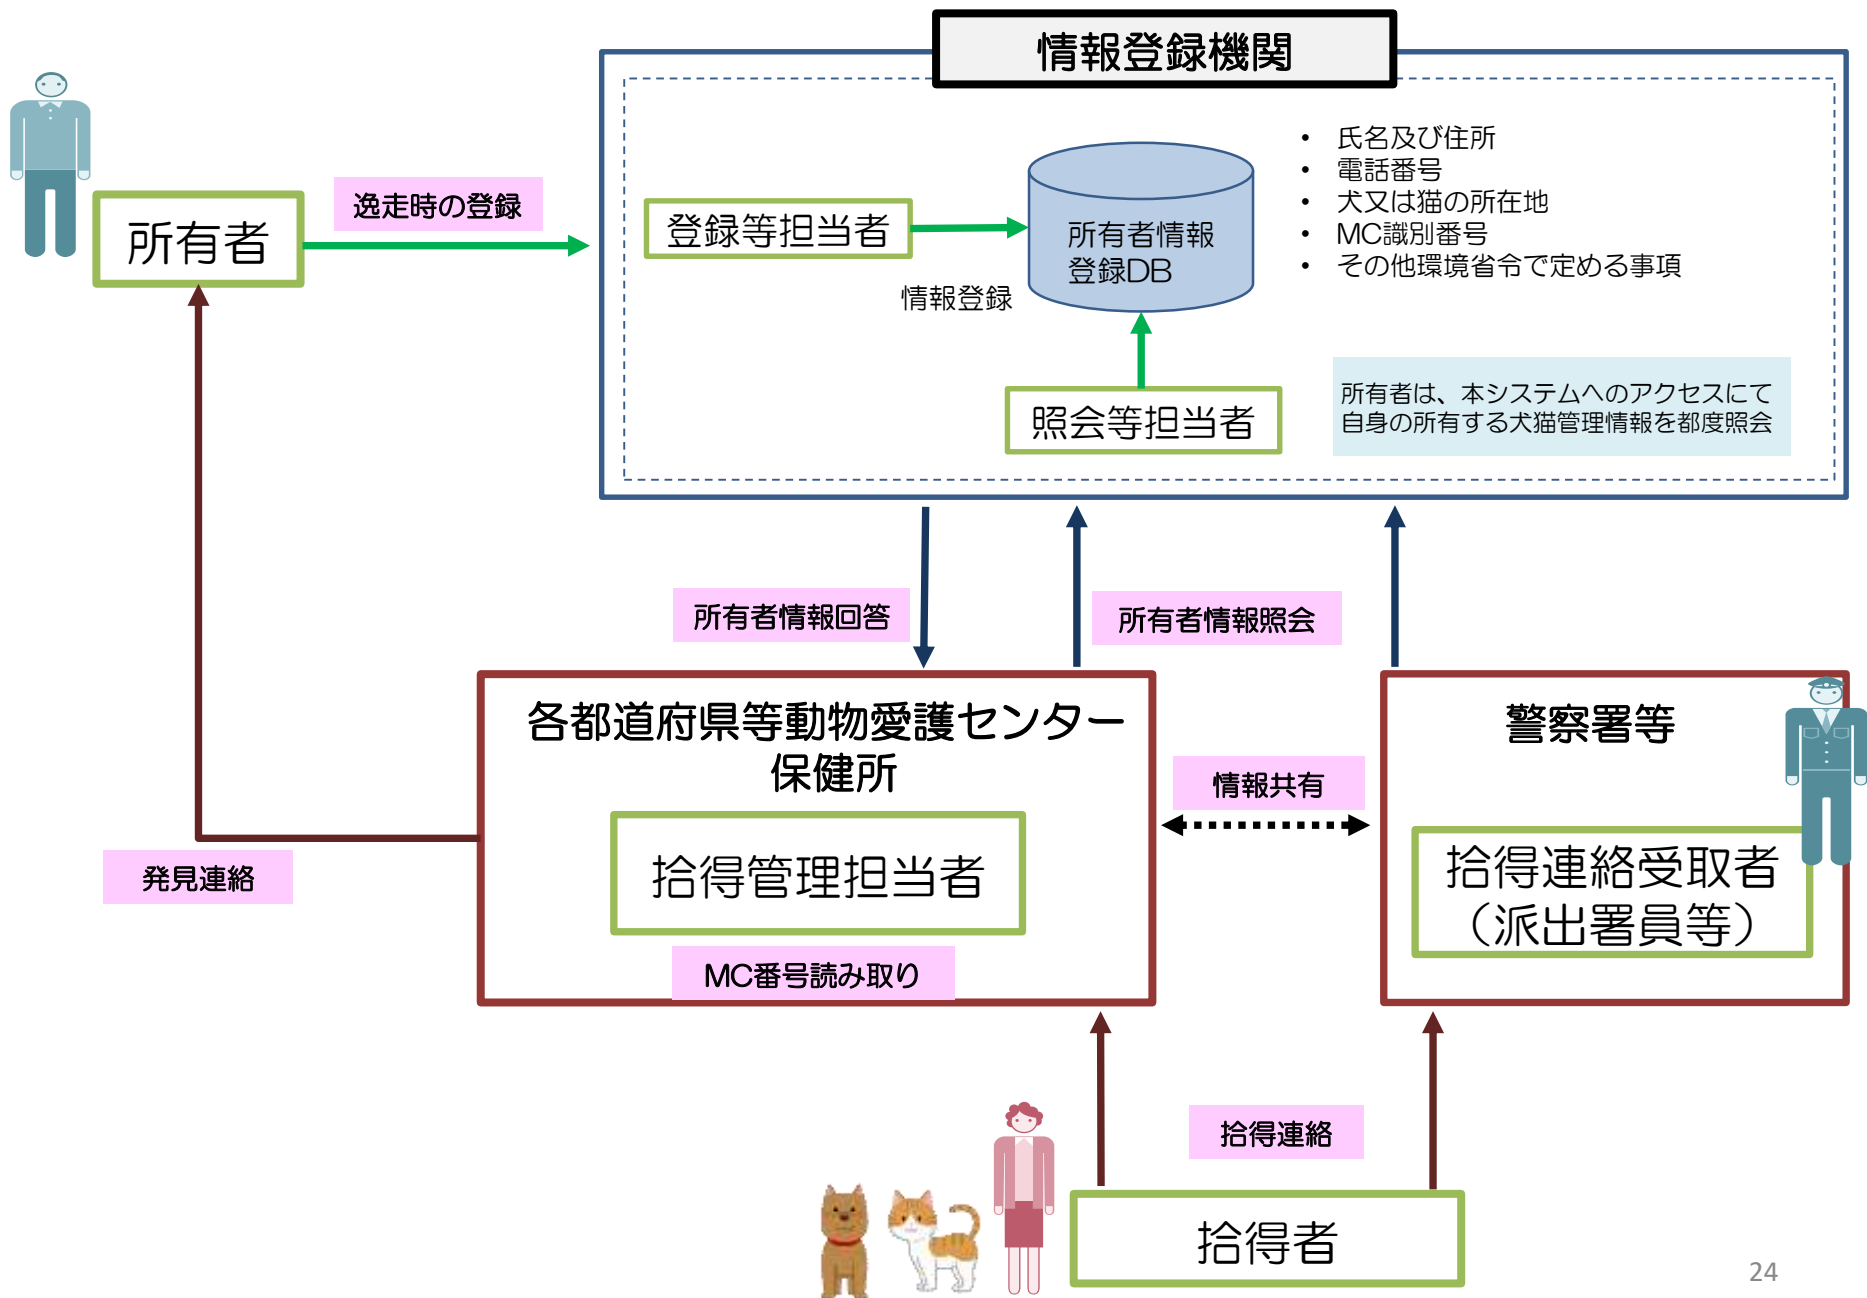 情報登録機関
所有者
逸走時の登録
登録等担当者
情報登録
所有者情報
登録DB
• 氏名及び住所
• 電話番号
• 犬又は猫の所在地
• MC識別番号
• その他環境省令で定める事項
照会等担当者
所有者は、本システムへのアクセスにて
自身の所有する犬猫管理情報を都度照会
所有者情報回答
所有者情報照会
各都道府県等動物愛護センター
保健所
拾得管理担当者
MC番号読み取り
情報共有
警察署等
拾得連絡受取者
（派出署員等）
発見連絡
拾得連絡
拾得者
24